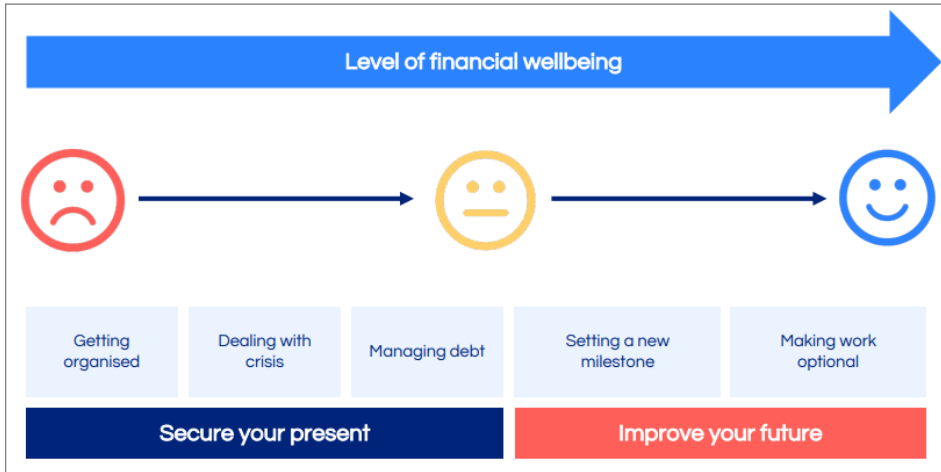 Level of financial wellbeing
Getting
organised
Dealing with
crisis
Managing debt
Setting a new
milestone
Making work
optional
Secure your present
Improve your future